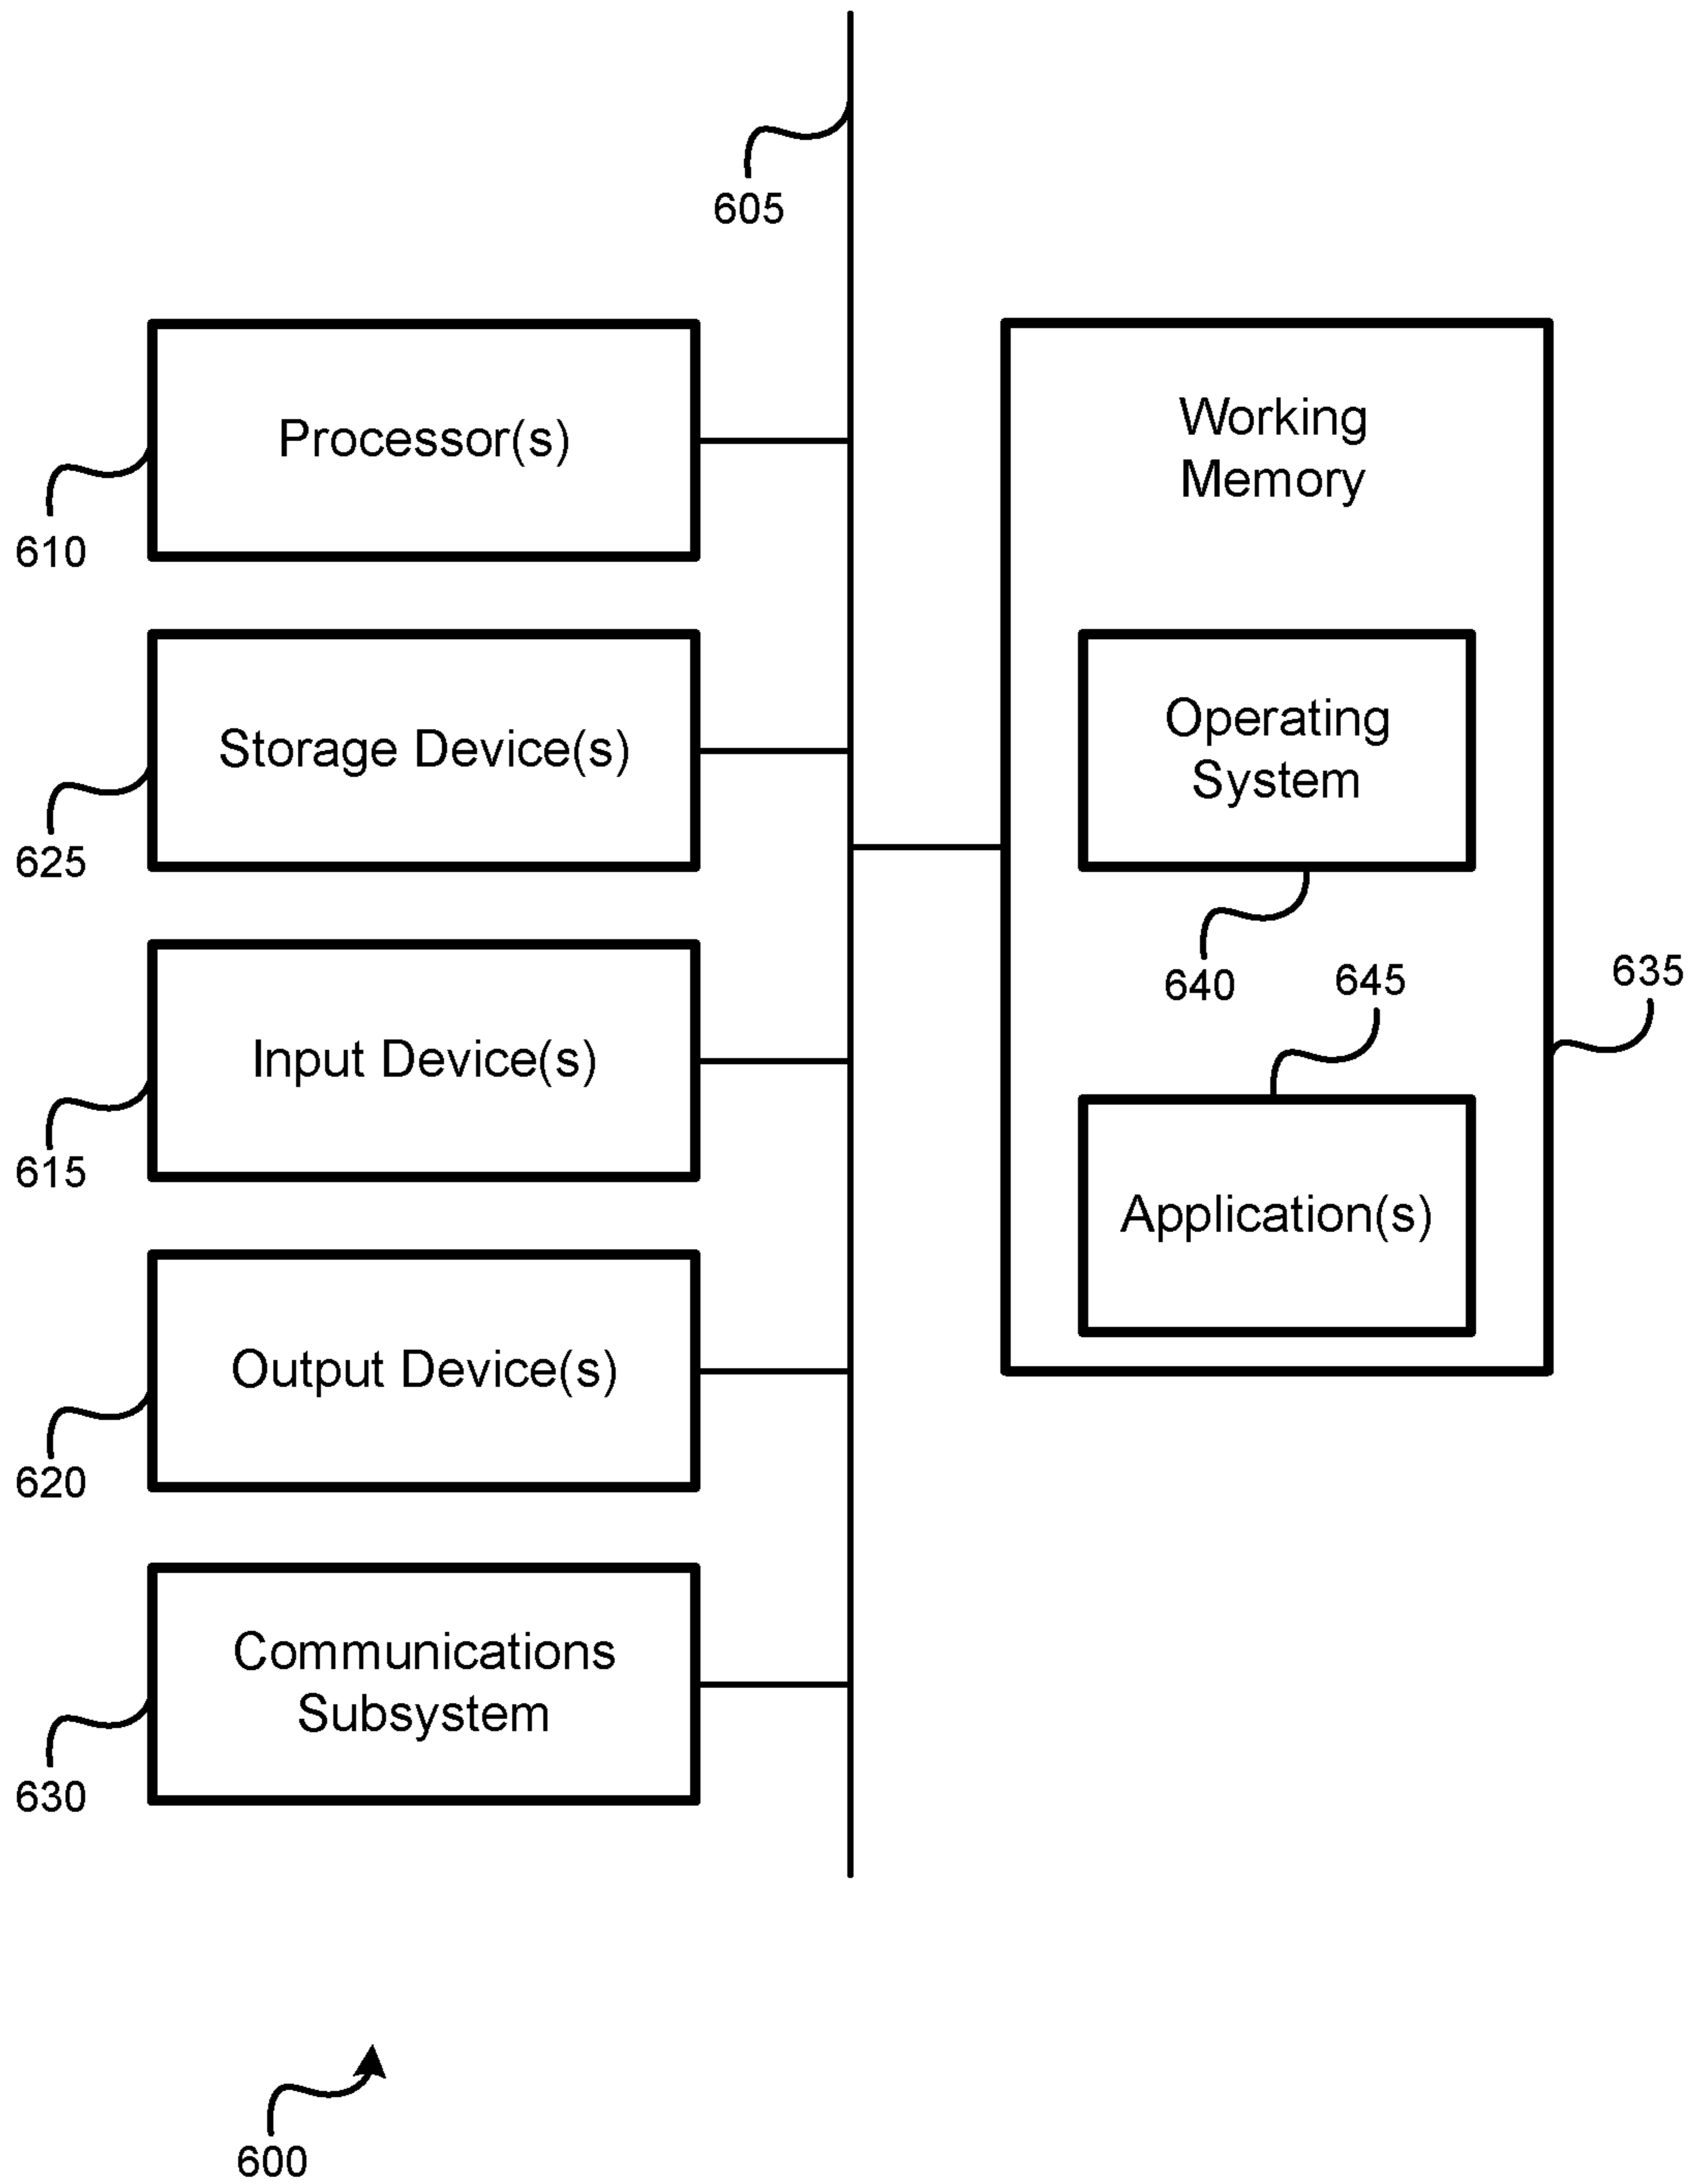 605
Processor(s)
610
Storage Device(s)
625
Input Device(s)
615
Output Device(s)
620
Communications
Subsystem
630
Working
Memory
Operating
System
640
645
635
Application(s)
600